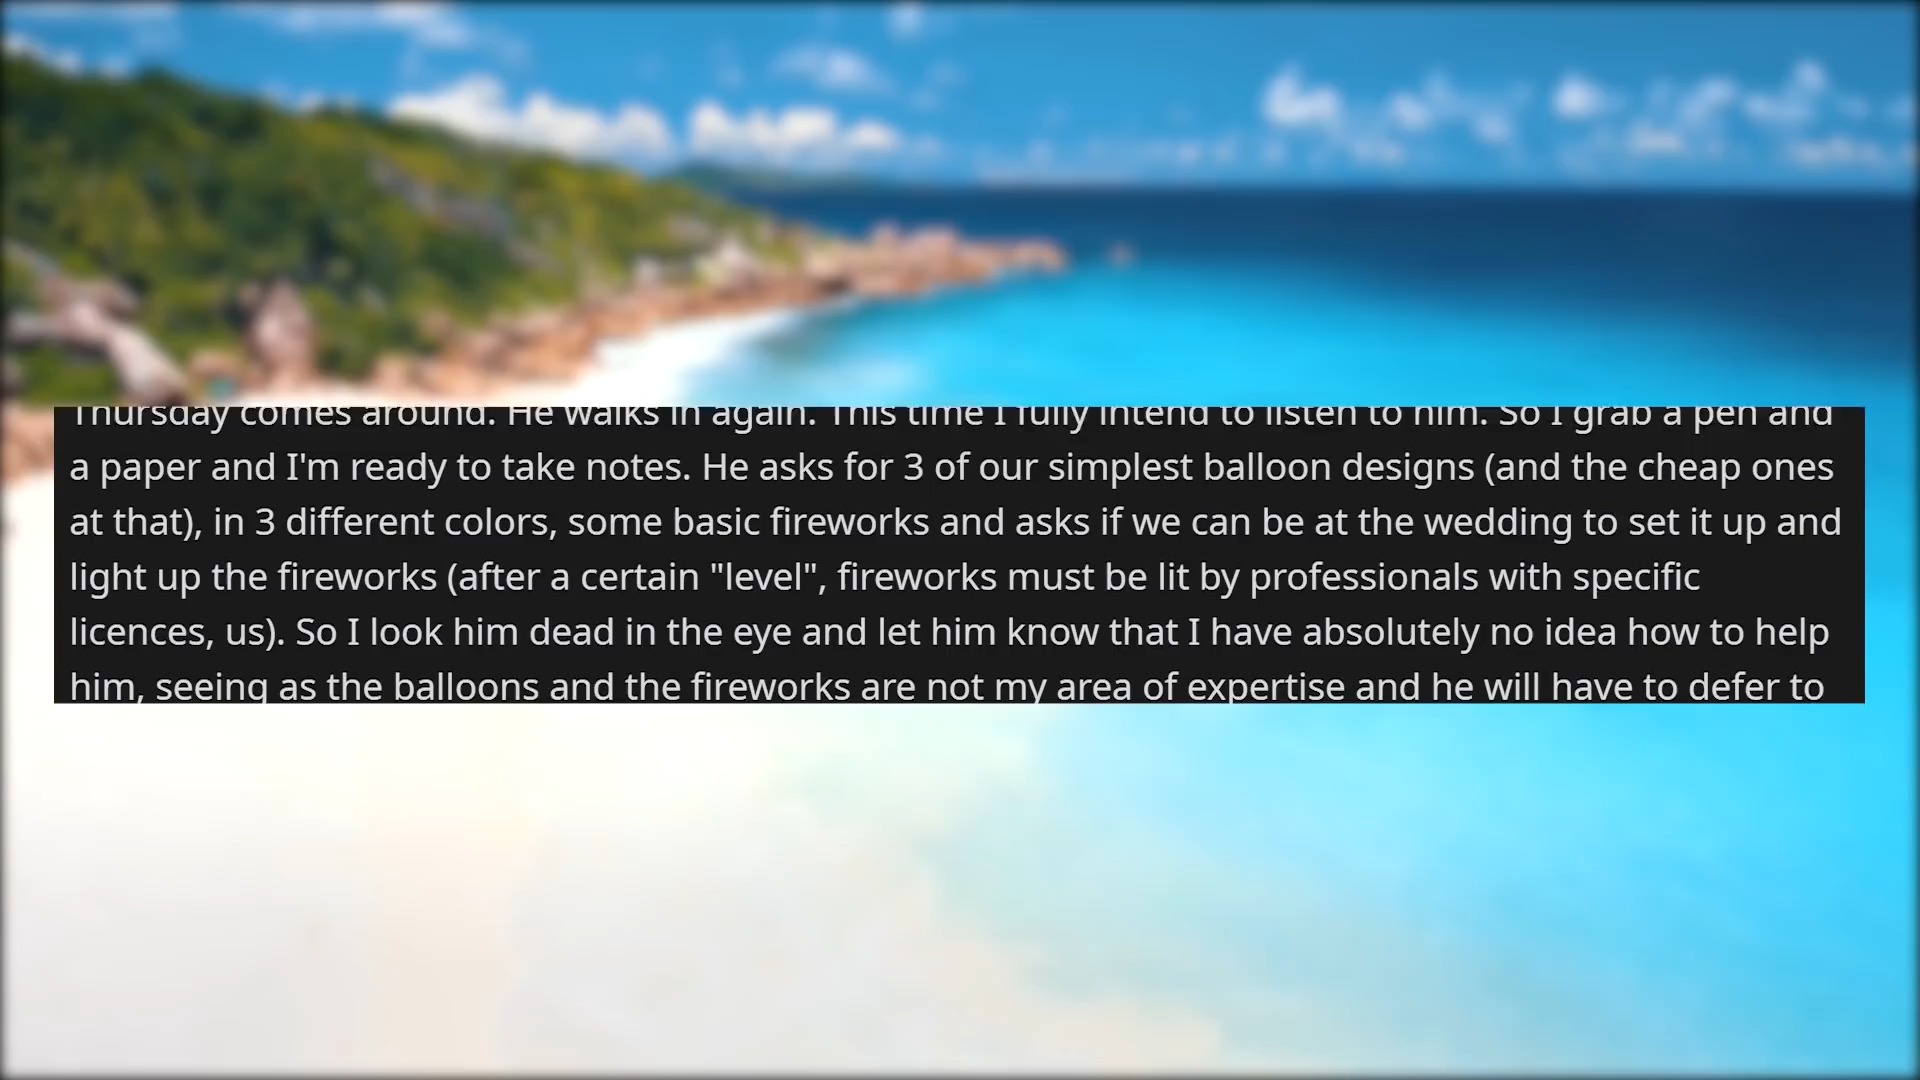 Thursday comes around. He walks in again. This time I fully intend to listen to him. So I grab a pen and
a paper and I'm ready to take notes. He asks for 3 of our simplest balloon designs (and the cheap ones
at that), in 3 different colors, some basic fireworks and asks if we can be at the wedding to set it up and
light up the fireworks (after a certain "level", fireworks must be lit by professionals with specific
licences, us). So I look him dead in the eye and let him know that I have absolutely no idea how to help
him, seeing as the balloons and the fireworks are not my area of expertise and he will have to defer to